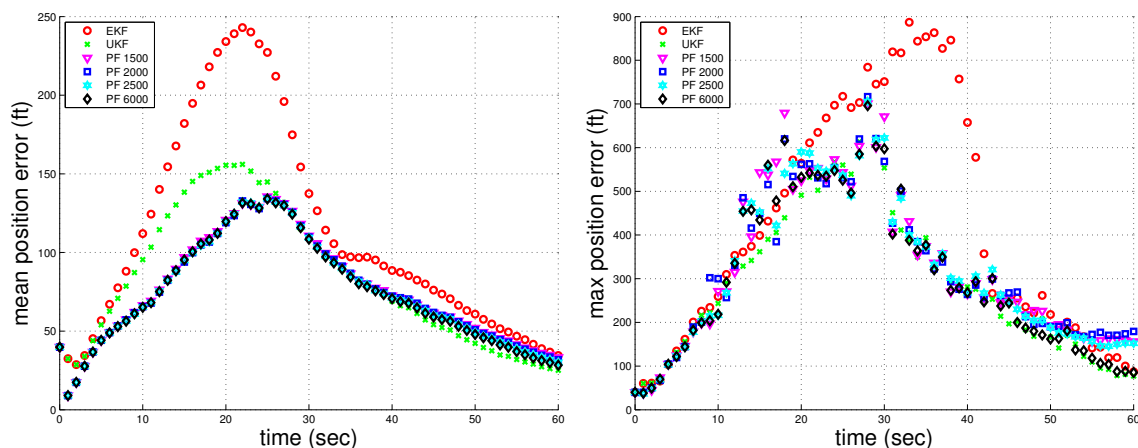 EKF
UKF
PF 1500
PF 2000
PF 2500
PF 6000
mean position error (ft)
250
200
150
100
50
0
0 10 20 30 40 50 60
time (sec)
EKF
UKF
PF 1500
PF 2000
PF 2500
PF 6000
max position error (ft)
900
800
700
600
500
400
300
200
100
0
0 10 20 30 40 50 60
time (sec)